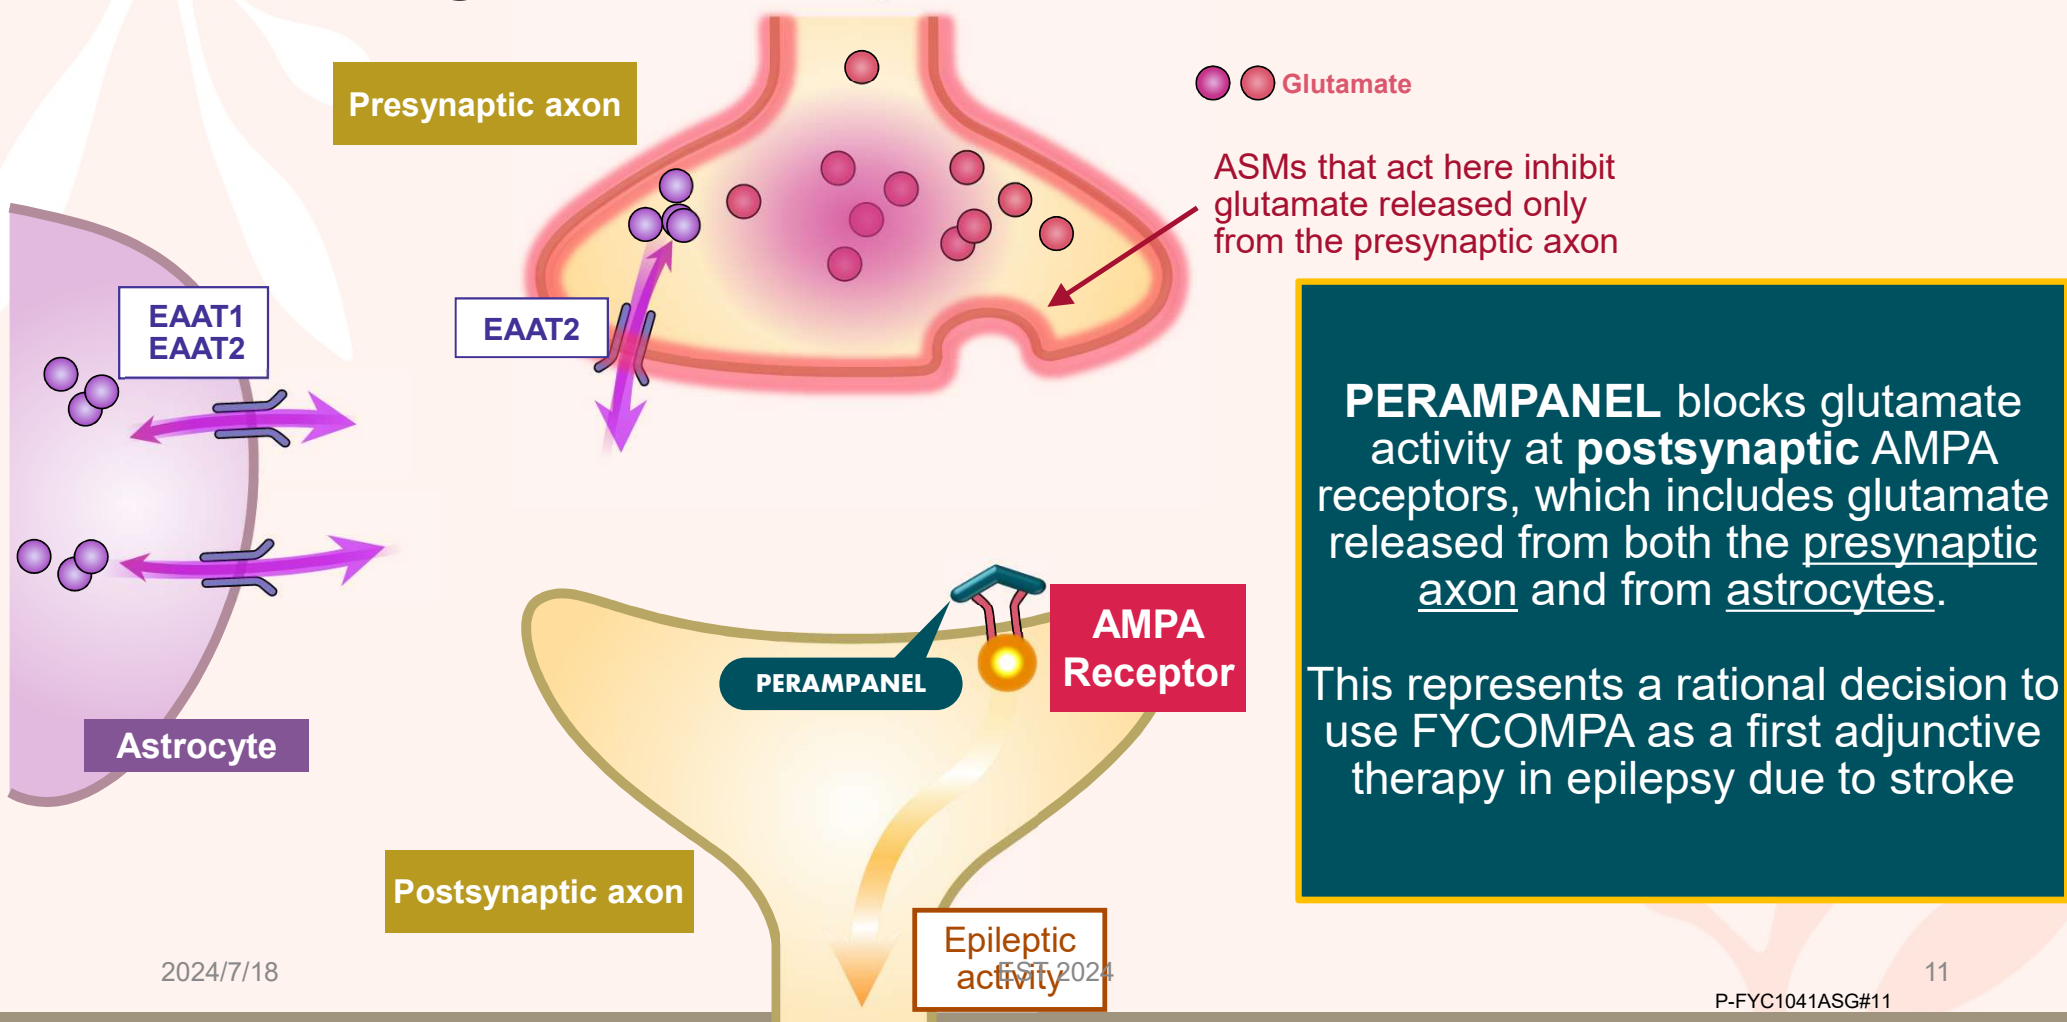 Presynaptic axon
Glutamate
ASMs that act here inhibit
glutamate released only
from the presynaptic axon
EAAT1
EAAT2
EAAT2
PERAMPANEL blocks glutamate
activity at postsynaptic AMPA
receptors, which includes glutamate
released from both the presynaptic
axon and from astrocytes.
This represents a rational decision to
use FYCOMPA as a first adjunctive
therapy in epilepsy due to stroke
AMPA
Receptor
PERAMPANEL
Astrocyte
Postsynaptic axon
Epileptic
activity
2024/7/18
EST 2024
11
P-FYC1041ASG#11